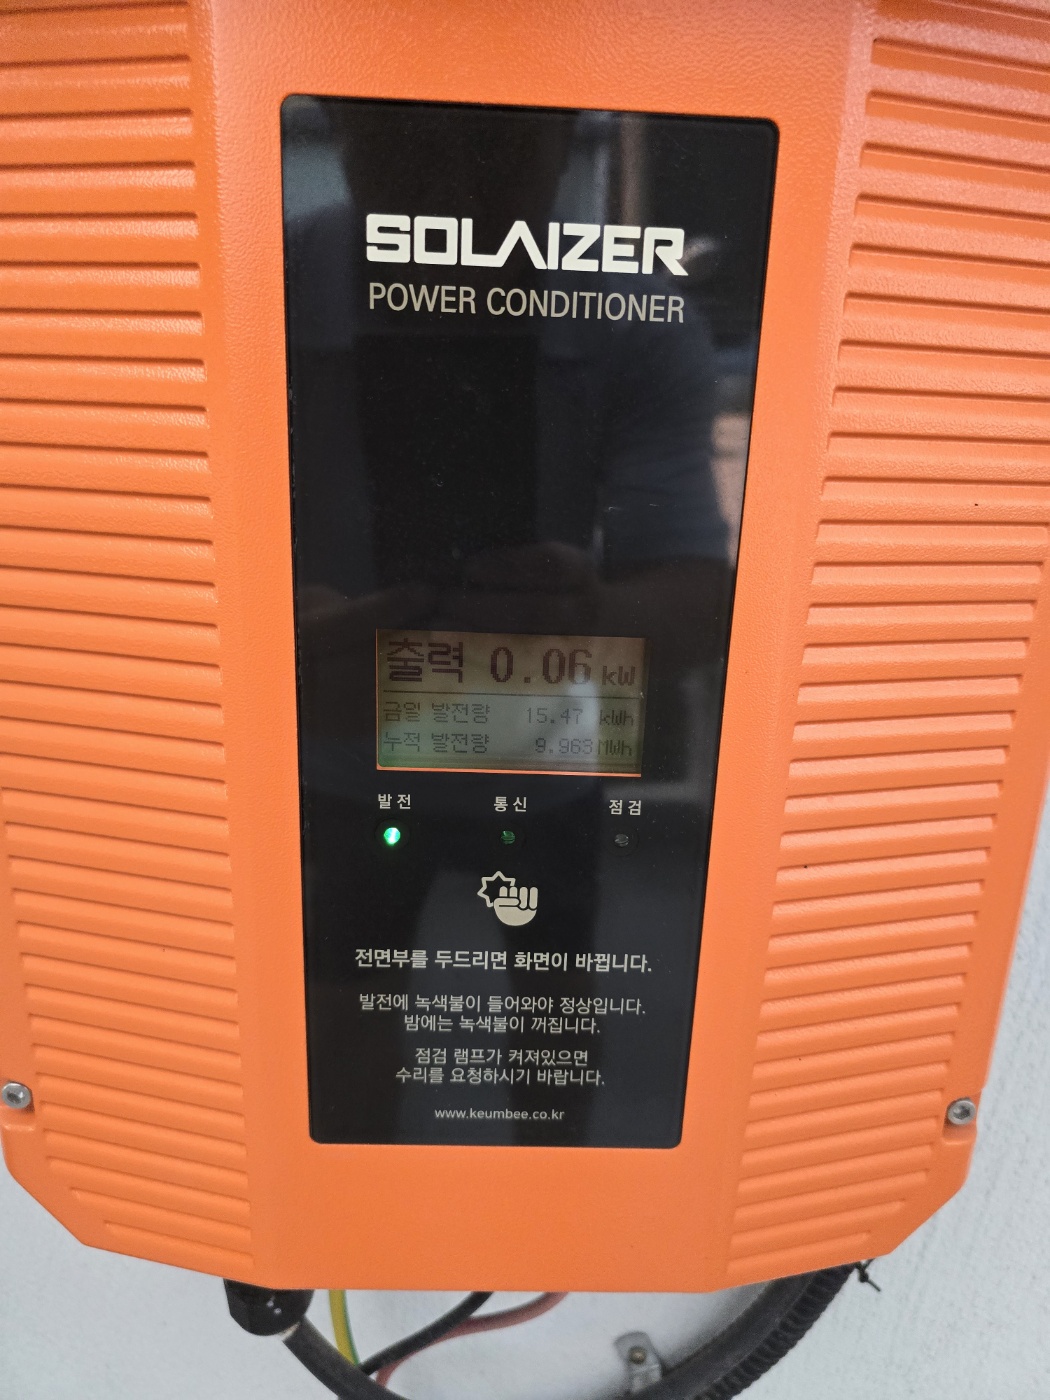 SOLAIZER
POWER CONDITIONER
출력 0.06 kW
금일 발전량 15.47 kWh
누적 발전량 9.963 MWh
발전 통신 점검
전면부를 두드리면 화면이 바뀝니다.
발전에 녹색불이 들어와야 정상입니다.
밤에는 녹색불이 꺼집니다.
점검 램프가 켜져있으면
수리를 요청하시기 바랍니다.
www.keumbee.co.kr